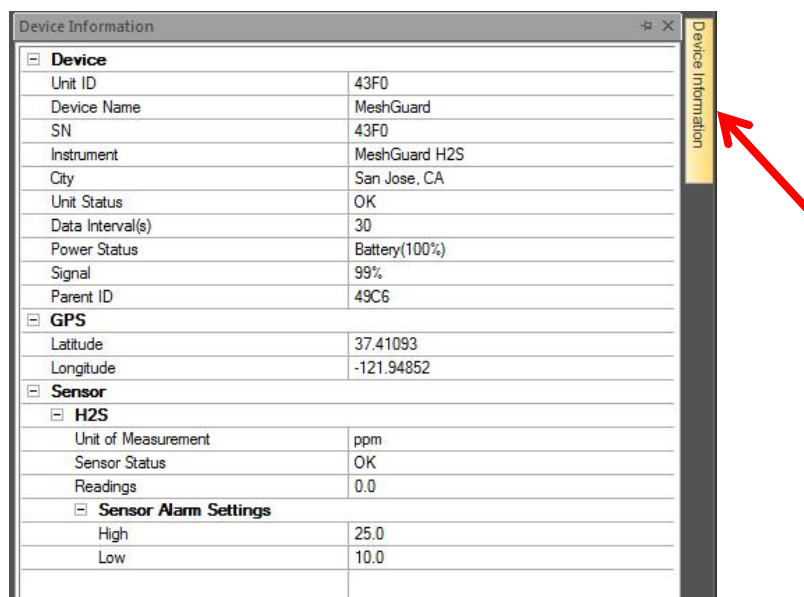 Device Information
Device Information
Device
Unit ID 43F0
Device Name MeshGuard
SN 43F0
Instrument MeshGuard H2S
City San Jose, CA
Unit Status OK
Data Interval(s) 30
Power Status Battery(100%)
Signal 99%
Parent ID 49C6
GPS
Latitude 37.41093
Longitude -121.94852
Sensor
H2S
Unit of Measurement ppm
Sensor Status OK
Readings 0.0
Sensor Alarm Settings
High 25.0
Low 10.0